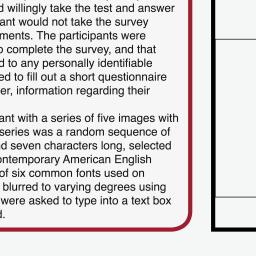 d willingly take the test and answer
ant would not take the survey
ments. The participants were
o complete the survey, and that
d to any personally identifiable
ed to fill out a short questionnaire
er, information regarding their
ant with a series of five images with
series was a random sequence of
nd seven characters long, selected
ontemporary American English
of six common fonts used on
blurred to varying degrees using
were asked to type into a text box
d.